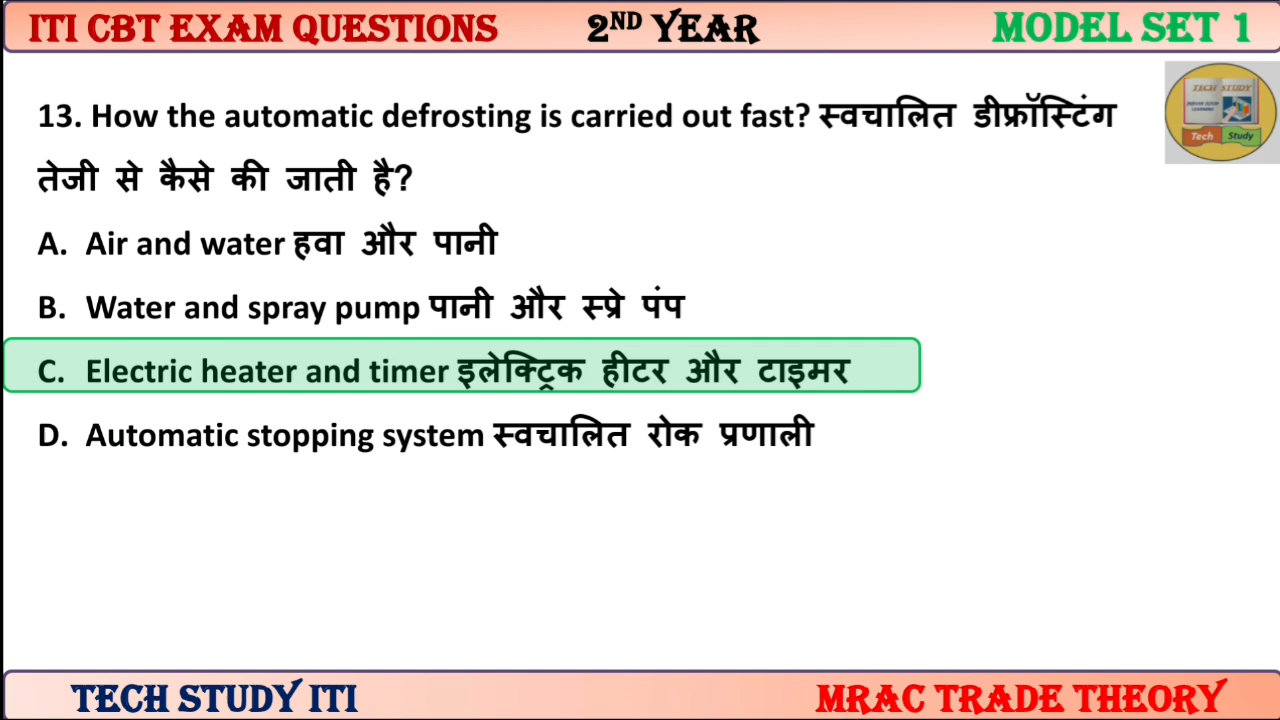 ITI CBT EXAM QUESTIONS 2ND YEAR MODEL SET 1
TECH STUDY
Tech Study
13. How the automatic defrosting is carried out fast? स्वचालित डीफ्रॉस्टिंग
तेजी से कैसे की जाती है?
A. Air and water हवा और पानी
B. Water and spray pump पानी और स्प्रे पंप
C. Electric heater and timer इलेक्ट्रिक हीटर और टाइमर
D. Automatic stopping system स्वचालित रोक प्रणाली
TECH STUDY ITI MRAC TRADE THEORY